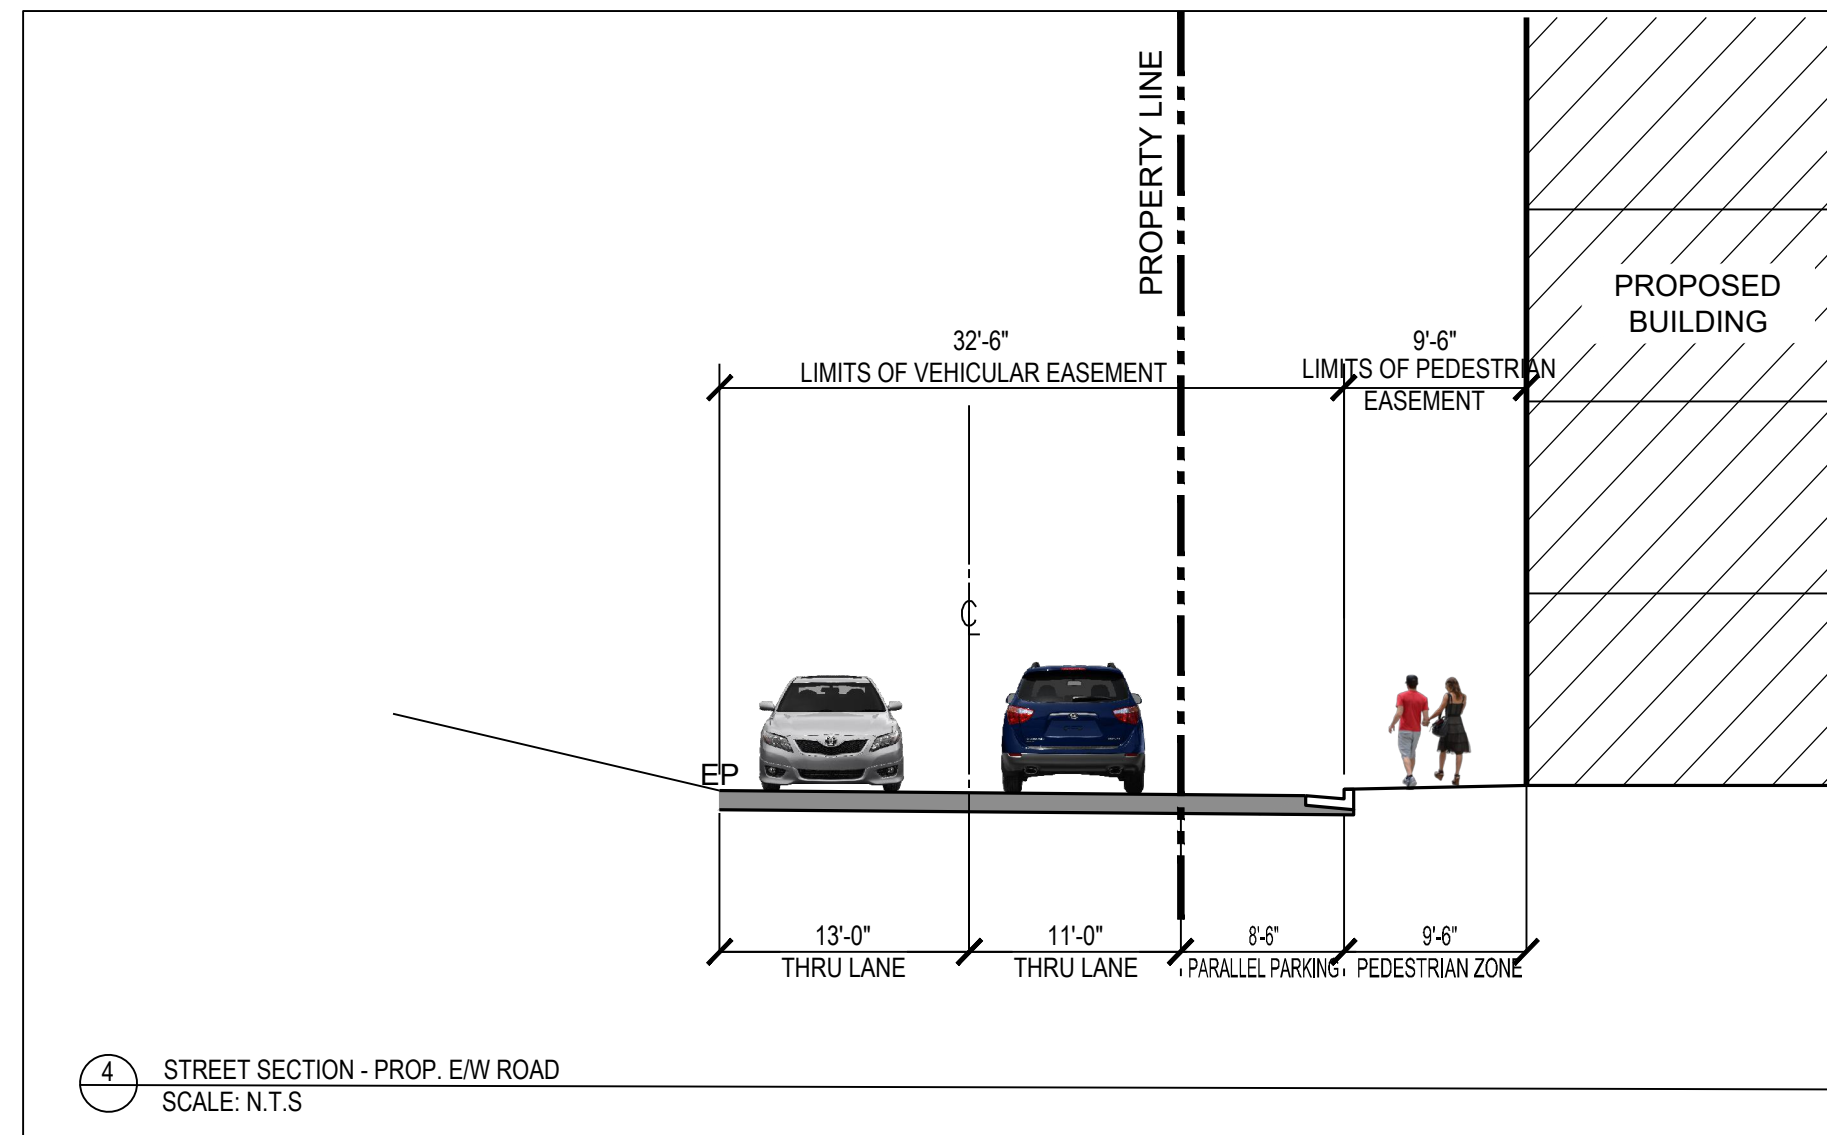 PROPERTY LINE
PROPOSED
BUILDING
32'-6"
LIMITS OF VEHICULAR EASEMENT
9'-6"
LIMITS OF PEDESTRIAN
EASEMENT
CL
EP
13'-0"
THRU LANE
11'-0"
THRU LANE
8'-6"
PARALLEL PARKING
9'-6"
PEDESTRIAN ZONE
4
STREET SECTION - PROP. E/W ROAD
SCALE: N.T.S